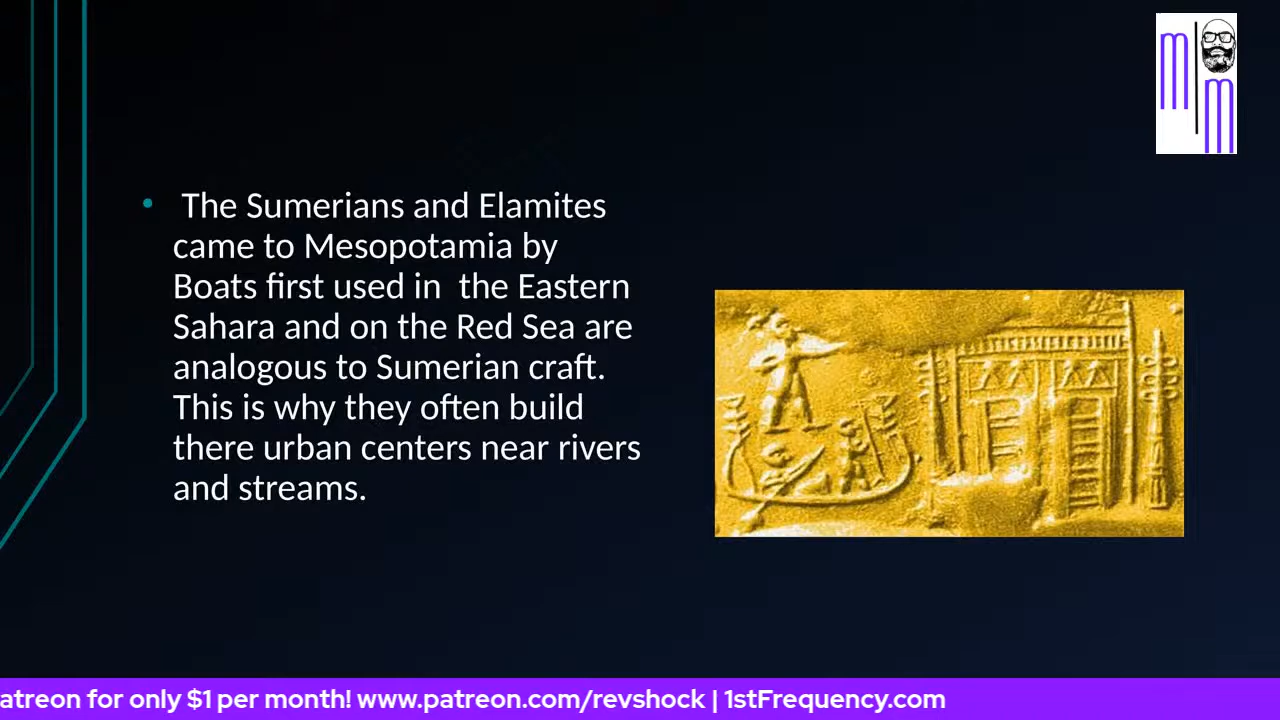 m
m
• The Sumerians and Elamites
came to Mesopotamia by
Boats first used in  the Eastern
Sahara and on the Red Sea are
analogous to Sumerian craft.
This is why they often build
there urban centers near rivers
and streams.
atreon for only $1 per month! www.patreon.com/revshock | 1stFrequency.com